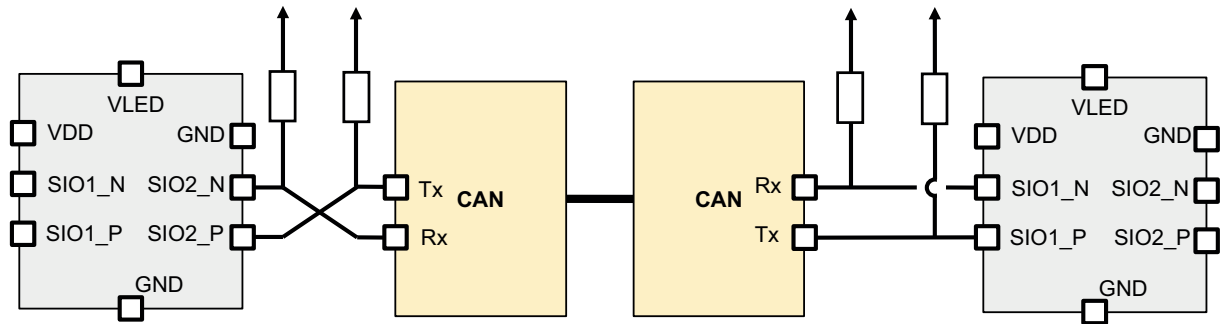 VLED
VDD
GND
SIO1_N
SIO2_N
SIO1_P
SIO2_P
GND
Tx
CAN
Rx
CAN
Rx
Tx
VLED
VDD
GND
SIO1_N
SIO2_N
SIO1_P
SIO2_P
GND